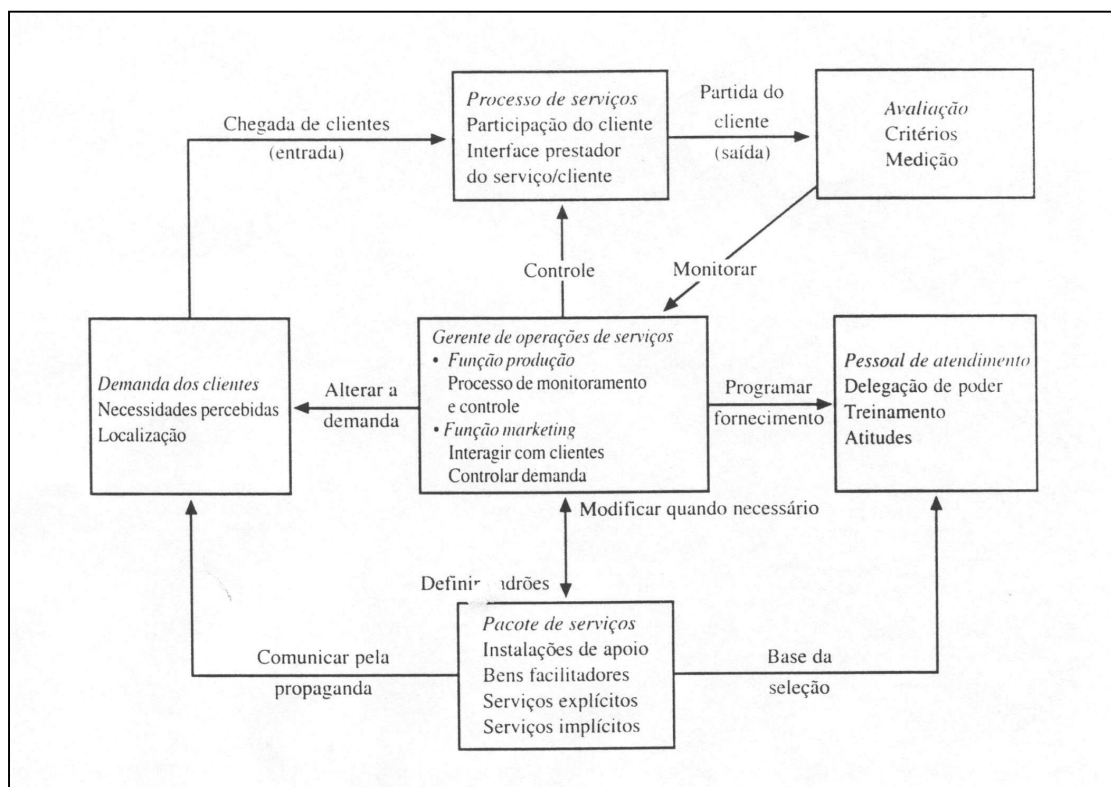 Processo de serviços
Participação do cliente
Interface prestador
do serviço/cliente
Partida do
cliente
(saída)
Avaliação
Critérios
Medição
Chegada de clientes
(entrada)
Controle
Monitorar
Demanda dos clientes
Necessidades percebidas
Localização
Alterar a
demanda
Gerente de operações de serviços
• Função produção
Processo de monitoramento
e controle
• Função marketing
Interagir com clientes
Controlar demanda
Programar
fornecimento
Pessoal de atendimento
Delegação de poder
Treinamento
Atitudes
Modificar quando necessário
Definir
Pacote de serviços
Instalações de apoio
Bens facilitadores
Serviços explícitos
Serviços implícitos
Comunicar pela
propaganda
Base da
seleção